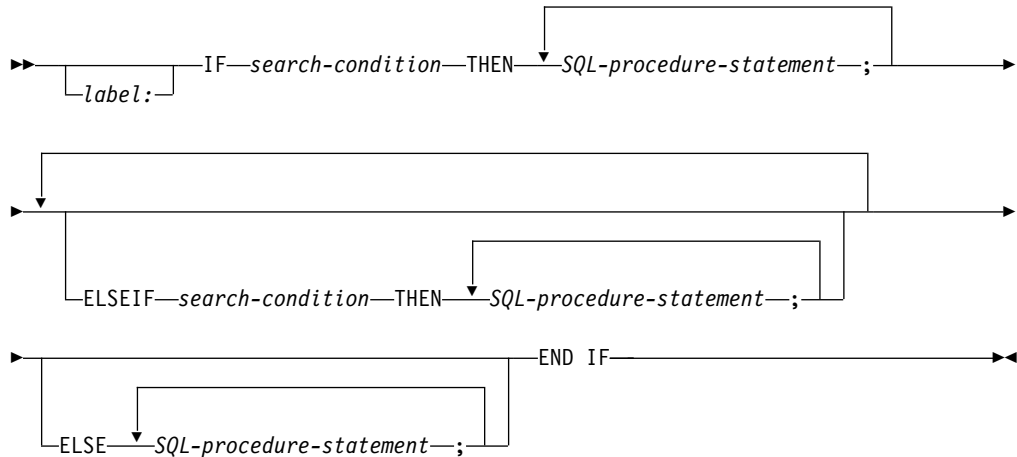 IF search-condition THEN SQL-procedure-statement ;
label:
ELSEIF search-condition THEN SQL-procedure-statement ;
END IF
ELSE SQL-procedure-statement ;